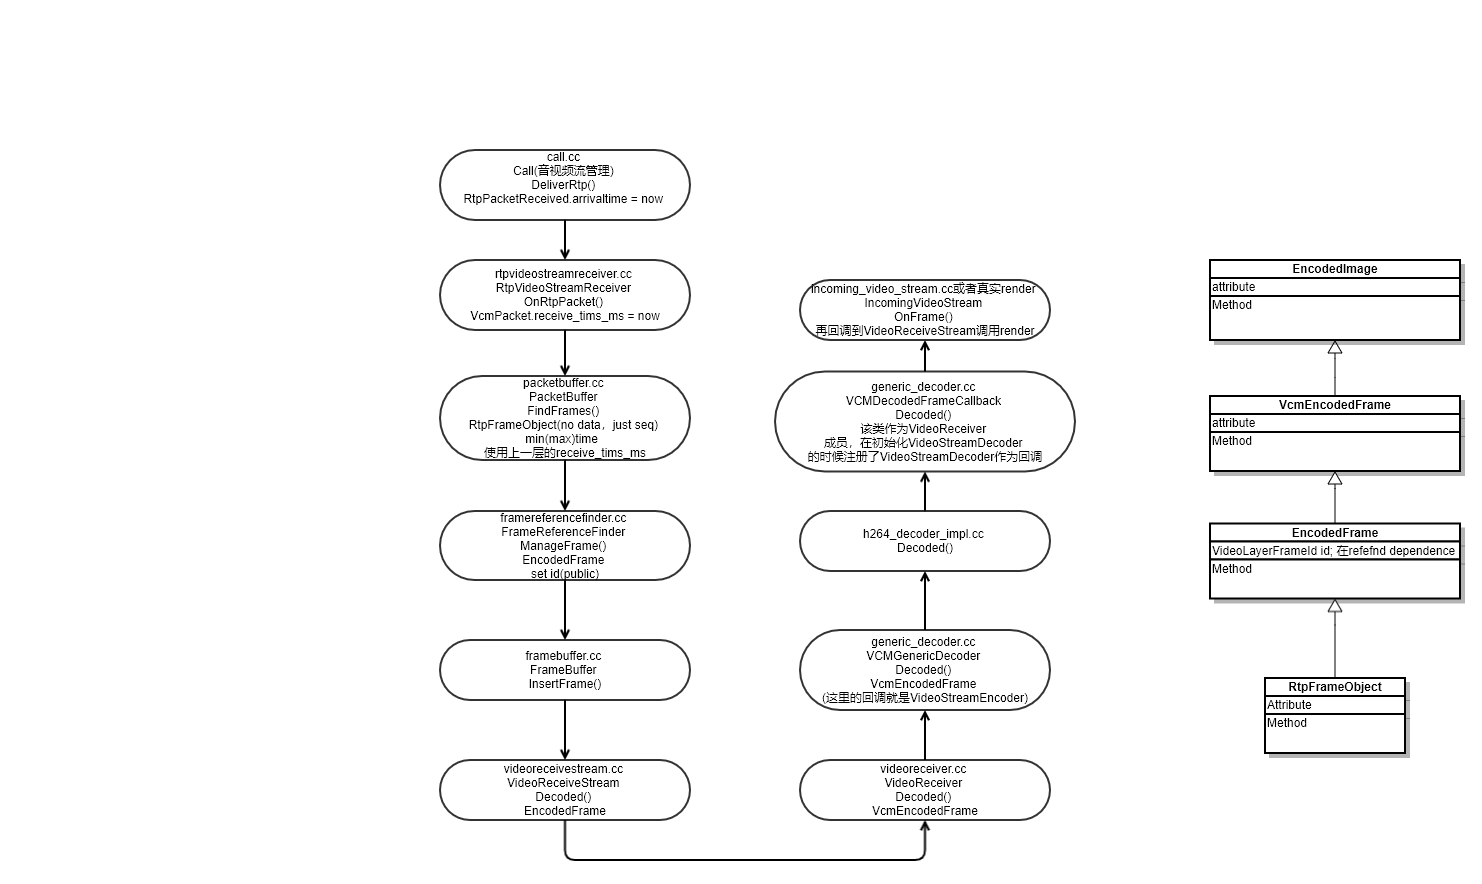 call.cc
Call(音视频流管理)
DeliverRtp()
RtpPacketReceived.arrivaltime = now
rtpvideostreamreceiver.cc
RtpVideoStreamReceiver
OnRtpPacket()
VcmPacket.receive_tims_ms = now
packetbuffer.cc
PacketBuffer
FindFrames()
RtpFrameObject(no data，just seq)
min(max)time
使用上一层的receive_tims_ms
framereferencefinder.cc
FrameReferenceFinder
ManageFrame()
EncodedFrame
set id(public)
framebuffer.cc
FrameBuffer
InsertFrame()
videoreceivestream.cc
VideoReceiveStream
Decoded()
EncodedFrame
incoming_video_stream.cc或者真实render
IncomingVideoStream
OnFrame()
再回调到VideoReceiveStream调用render
generic_decoder.cc
VCMDecodedFrameCallback
Decoded()
该类作为VideoReceiver
成员，在初始化VideoStreamDecoder
的时候注册了VideoStreamDecoder作为回调
h264_decoder_impl.cc
Decoded()
generic_decoder.cc
VCMGenericDecoder
Decoded()
VcmEncodedFrame
(这里的回调就是VideoStreamEncoder)
videoreceiver.cc
VideoReceiver
Decoded()
VcmEncodedFrame
EncodedImage
attribute
Method
VcmEncodedFrame
attribute
Method
EncodedFrame
VideoLayerFrameId id; 在refefnd dependence
Method
RtpFrameObject
Attribute
Method